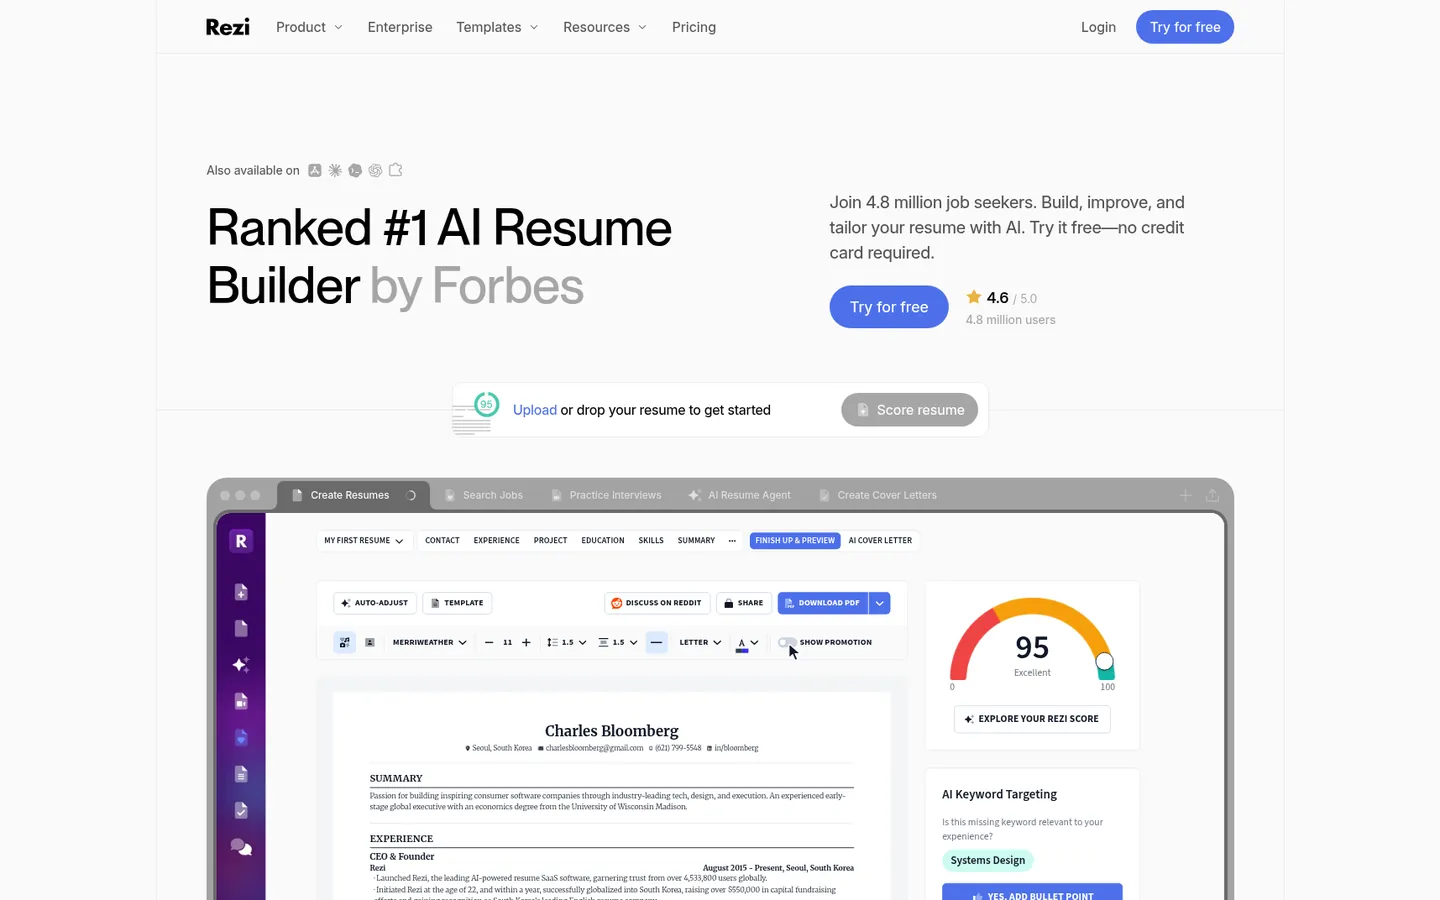 Rezi
Product
Enterprise
Templates
Resources
Pricing
Login
Try for free
Also available on
Ranked #1 AI Resume
Builder by Forbes
Join 4.8 million job seekers. Build, improve, and
tailor your resume with AI. Try it free—no credit
card required.
Try for free
4.6 / 5.0
4.8 million users
95
Upload or drop your resume to get started
Score resume
Create Resumes
Search Jobs
Practice Interviews
AI Resume Agent
Create Cover Letters
R
MY FIRST RESUME
CONTACT
EXPERIENCE
PROJECT
EDUCATION
SKILLS
SUMMARY
...
FINISH UP & PREVIEW
AI COVER LETTER
AUTO-ADJUST
TEMPLATE
DISCUSS ON REDDIT
SHARE
DOWNLOAD PDF
MERRIWEATHER
11
1.5
1.5
LETTER
A
SHOW PROMOTION
95
Excellent
0
100
EXPLORE YOUR REZI SCORE
Charles Bloomberg
Seoul, South Korea charlesbloomberg@gmail.com (621) 799-5548 in/bloomberg
SUMMARY
Passion for building inspiring consumer software companies through industry-leading tech, design, and execution. An experienced early-
stage global executive with an economics degree from the University of Wisconsin Madison.
EXPERIENCE
CEO & Founder
Rezi
August 2015 – Present, Seoul, South Korea
·Launched Rezi, the leading AI-powered resume SaaS software, garnering trust from over 4,533,800 users globally.
·Initiated Rezi at the age of 22, and within a year, successfully globalized into South Korea, raising over $550,000 in capital fundraising
AI Keyword Targeting
Is this missing keyword relevant to your
expenience?
Systems Design
YES, ADD BULLET POINT